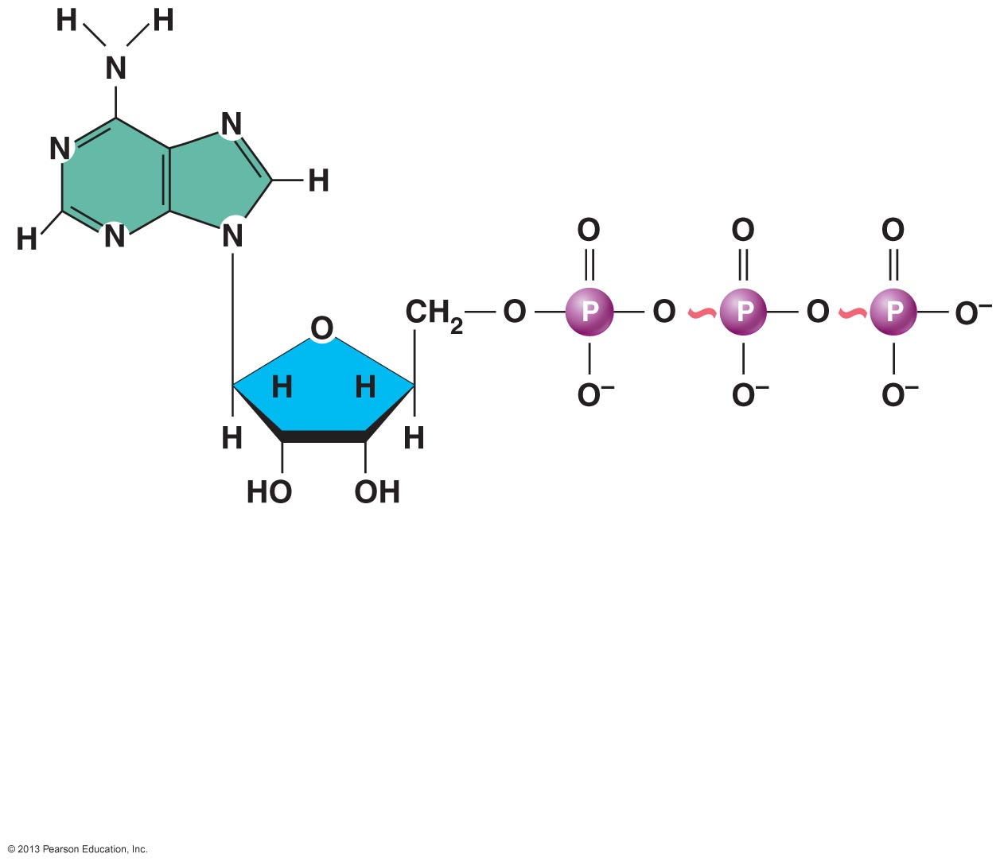 H H
N
N N
H
H N N
O O O
CH₂ O P O P O P O⁻
O
H H O⁻ O⁻ O⁻
H H
HO OH
© 2013 Pearson Education, Inc.